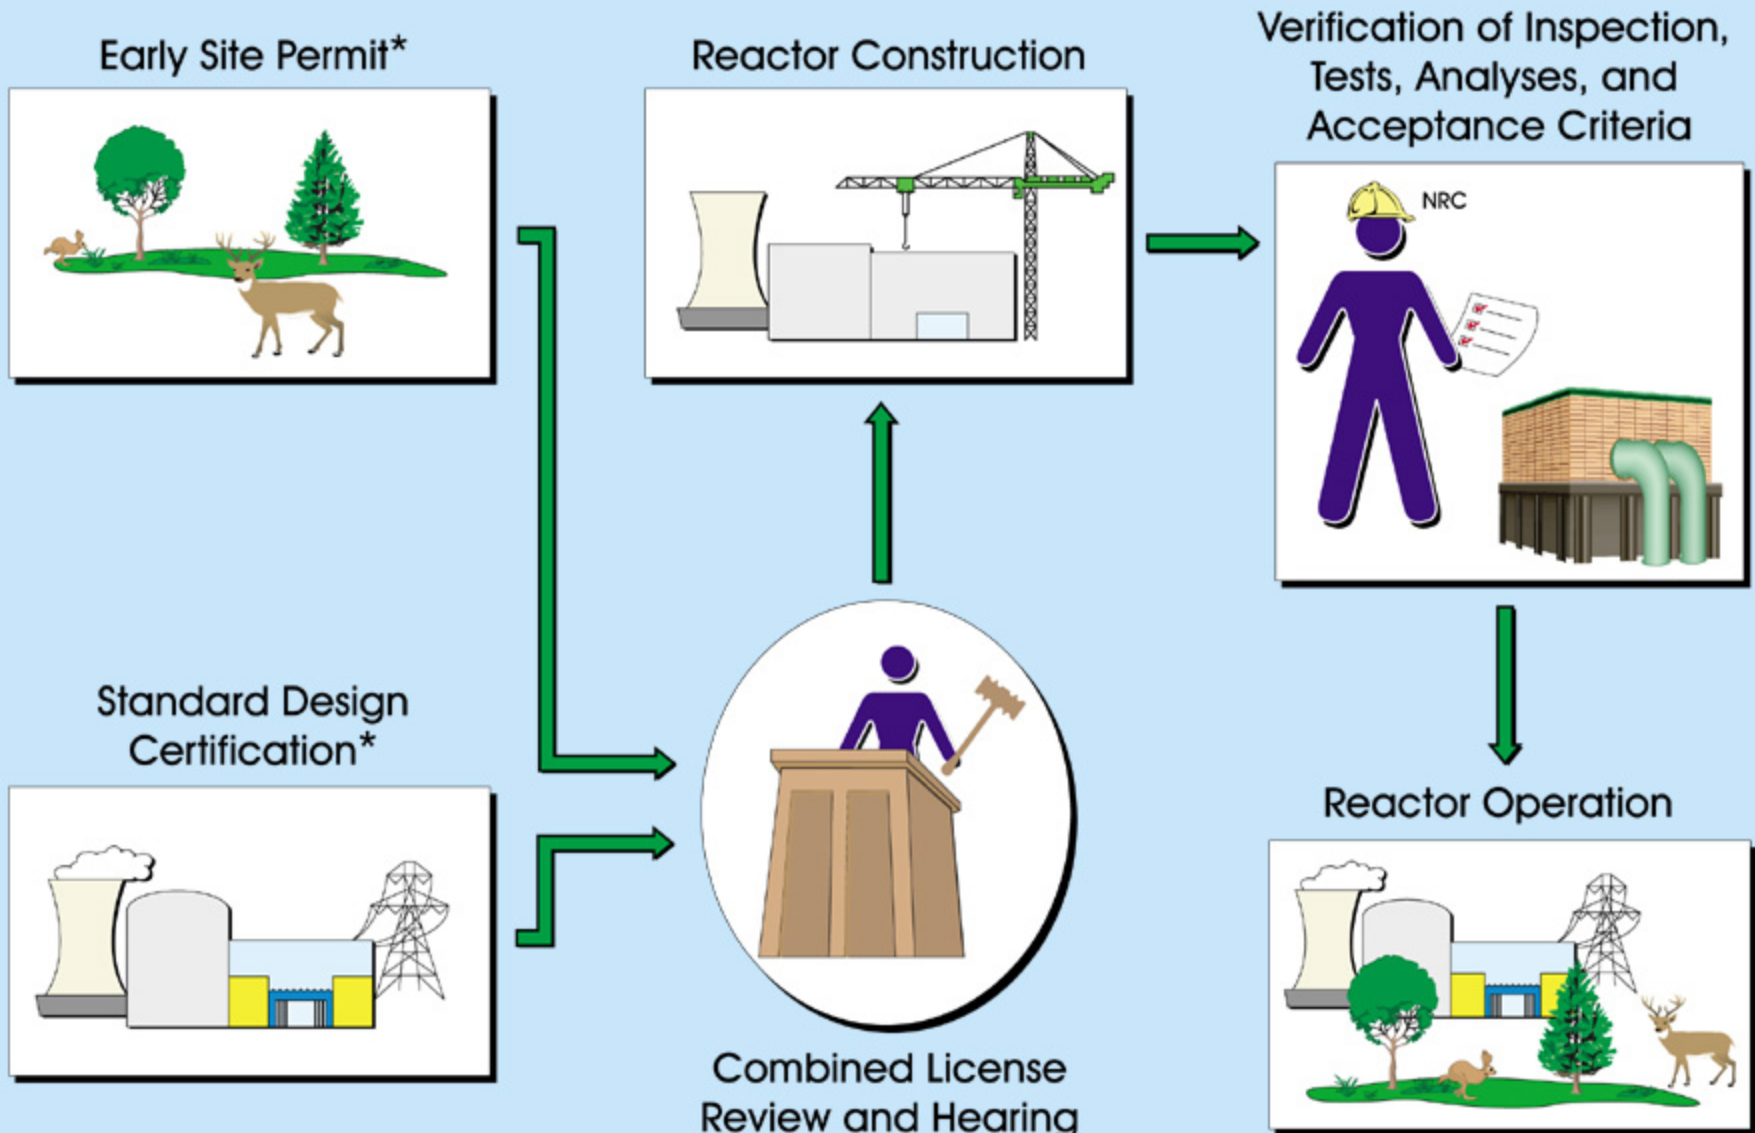 Early Site Permit*
Reactor Construction
Verification of Inspection,
Tests, Analyses, and
Acceptance Criteria
NRC
Standard Design
Certification*
Reactor Operation
Combined License
Review and Hearing